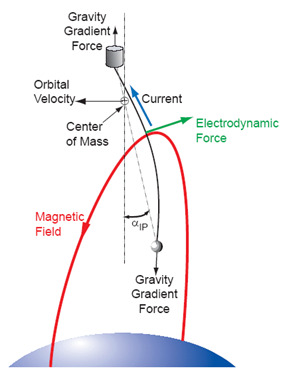 Gravity
Gradient
Force
Orbital
Velocity
Current
Center
of Mass
Electrodynamic
Force
Magnetic
Field
αIP
Gravity
Gradient
Force